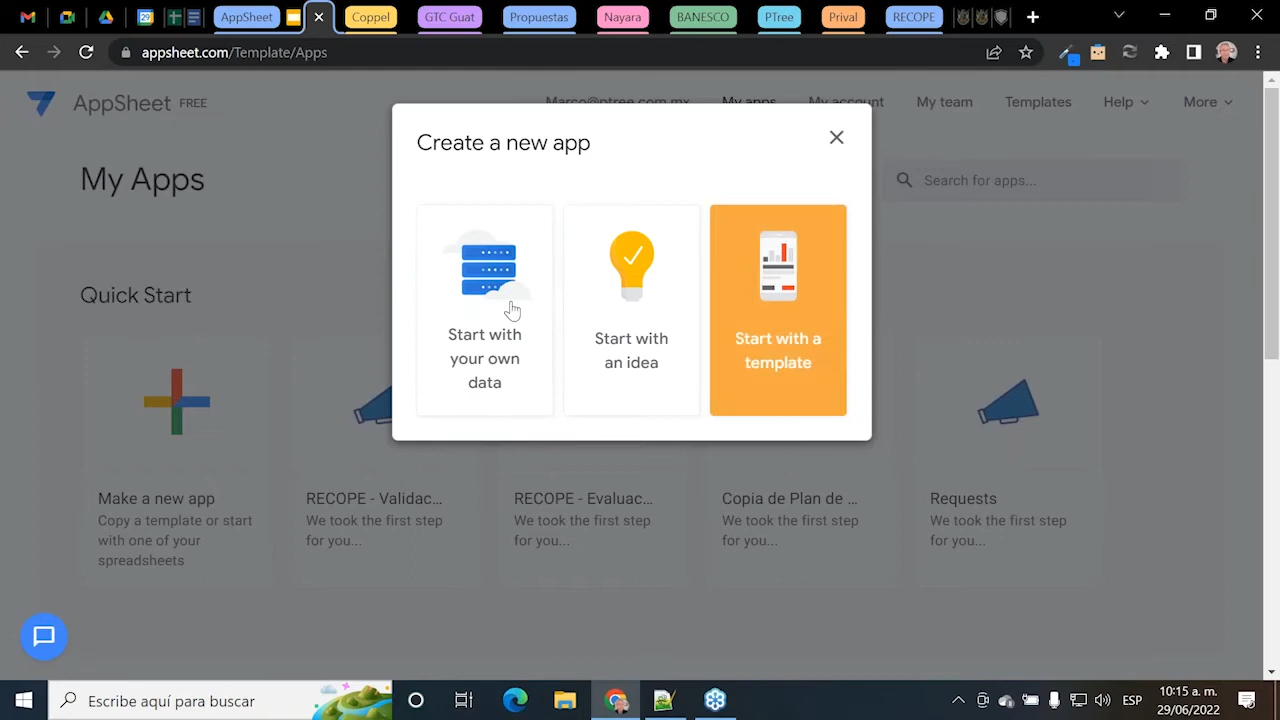 AppSheet
Coppel
GTC Guat
Propuestas
Nayara
BANESCO
PTree
Prival
RECOPE
appsheet.com/Template/Apps
AppSheet FREE
Marco@ptree.com.mx
My apps
My account
My team
Templates
Help
More
My Apps
Search for apps...
Create a new app
Start with
your own
data
Start with
an idea
Start with a
template
Quick Start
Make a new app
Copy a template or start
with one of your
spreadsheets
RECOPE - Validac...
We took the first step
for you...
RECOPE - Evaluac...
We took the first step
for you...
Copia de Plan de ...
We took the first step
for you...
Requests
We took the first step
for you...
Escribe aquí para buscar
ESP
10:15 a. m.
29/06/2022